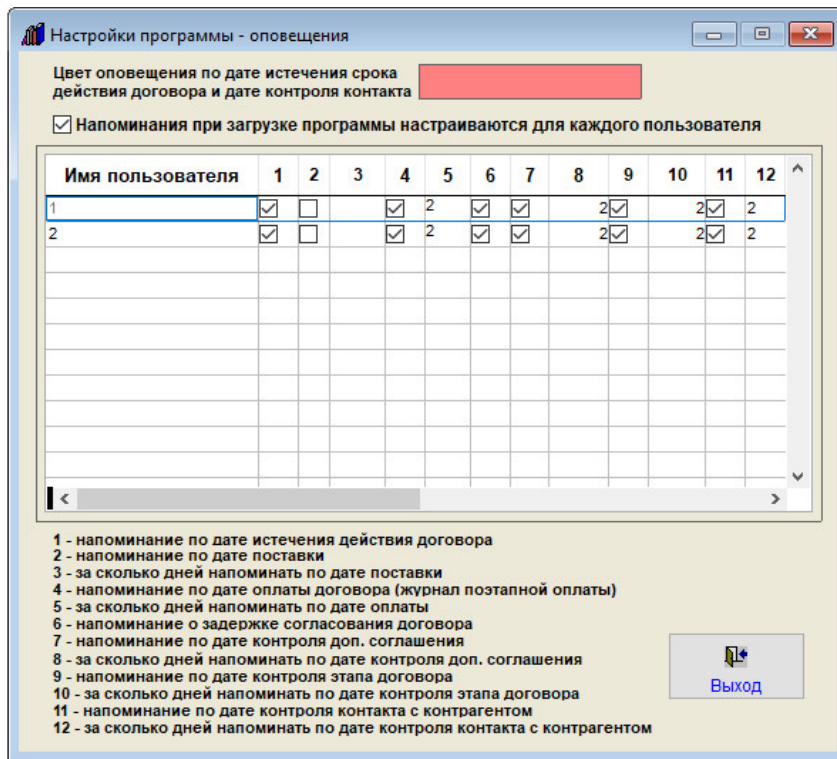 Настройки программы - оповещения
Цвет оповещения по дате истечения срока
действия договора и дате контроля контакта
Напоминания при загрузке программы настраиваются для каждого пользователя
Имя пользователя 1 2 3 4 5 6 7 8 9 10 11 12
1 2 2 2 2
2 2 2 2 2
1 - напоминание по дате истечения действия договора
2 - напоминание по дате поставки
3 - за сколько дней напоминать по дате поставки
4 - напоминание по дате оплаты договора (журнал поэтапной оплаты)
5 - за сколько дней напоминать по дате оплаты
6 - напоминание о задержке согласования договора
7 - напоминание по дате контроля доп. соглашения
8 - за сколько дней напоминать по дате контроля доп. соглашения
9 - напоминание по дате контроля этапа договора
10 - за сколько дней напоминать по дате контроля этапа договора
11 - напоминание по дате контроля контакта с контрагентом
12 - за сколько дней напоминать по дате контроля контакта с контрагентом
Выход